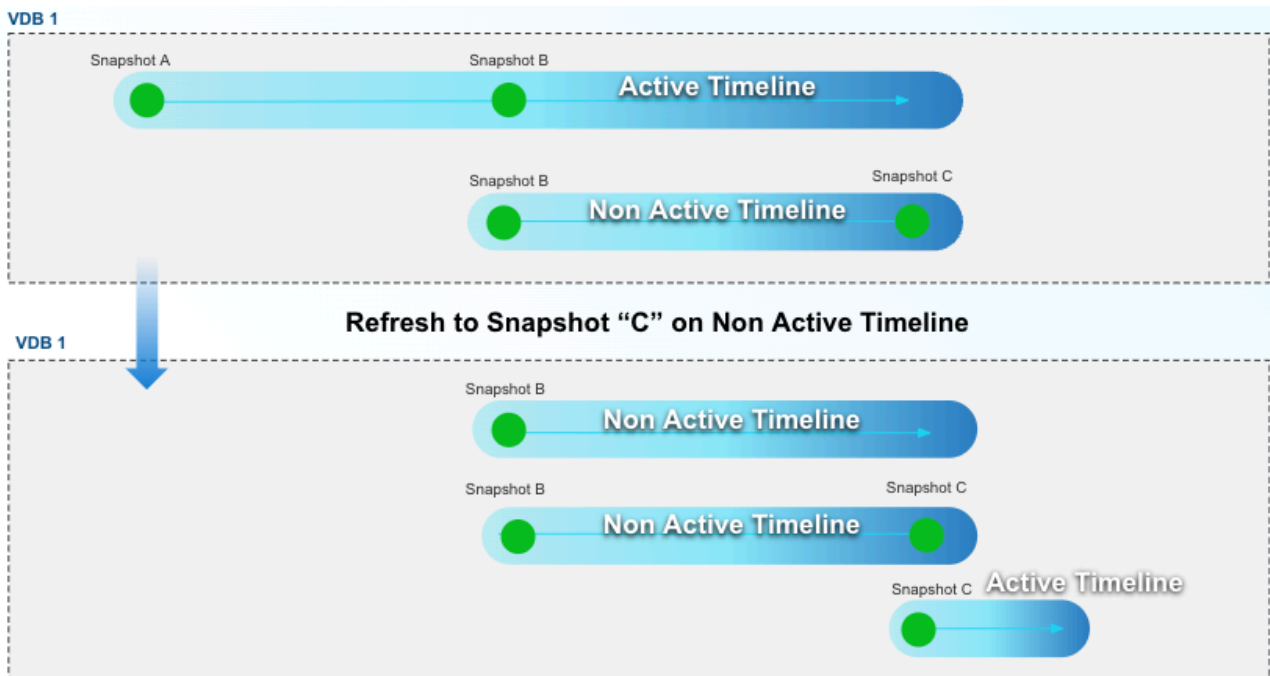 VDB 1
Snapshot A
Snapshot B
Active Timeline
Snapshot B
Snapshot C
Non Active Timeline
Refresh to Snapshot “C” on Non Active Timeline
VDB 1
Snapshot B
Non Active Timeline
Snapshot B
Snapshot C
Non Active Timeline
Snapshot C
Active Timeline